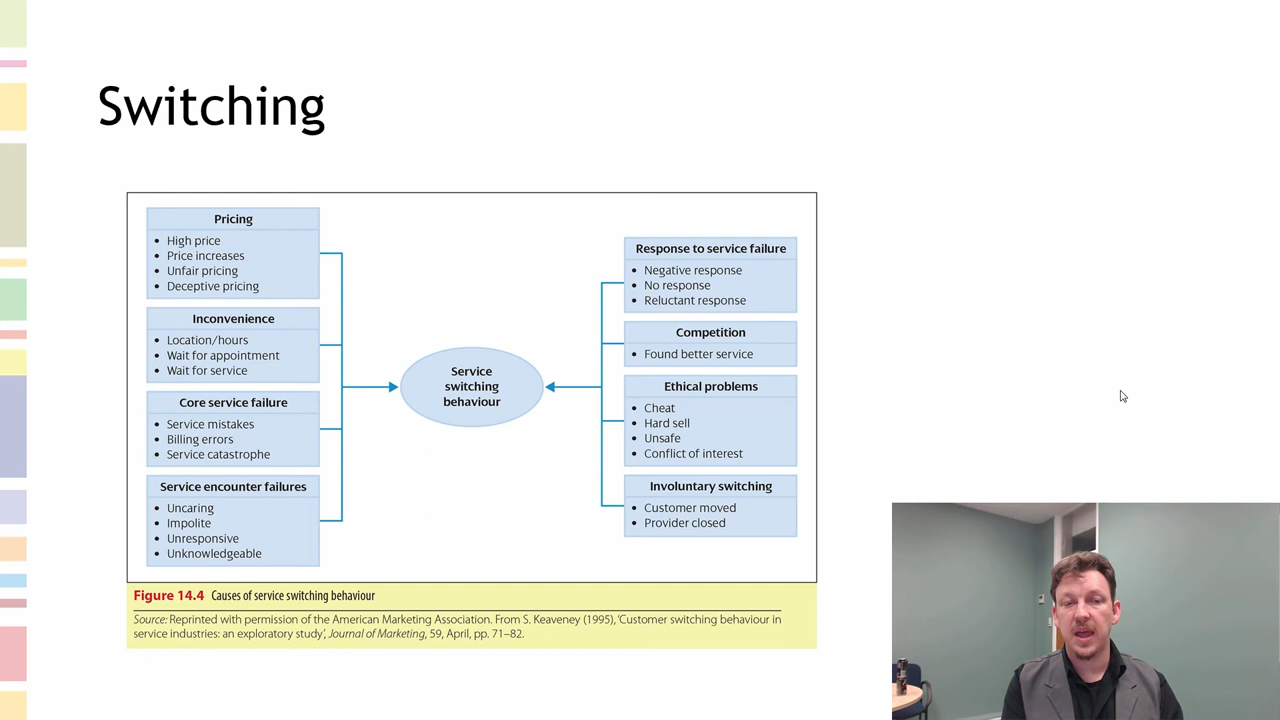 Switching
Pricing
• High price
• Price increases
• Unfair pricing
• Deceptive pricing
Inconvenience
• Location/hours
• Wait for appointment
• Wait for service
Core service failure
• Service mistakes
• Billing errors
• Service catastrophe
Service encounter failures
• Uncaring
• Impolite
• Unresponsive
• Unknowledgeable
Service
switching
behaviour
Response to service failure
• Negative response
• No response
• Reluctant response
Competition
• Found better service
Ethical problems
• Cheat
• Hard sell
• Unsafe
• Conflict of interest
Involuntary switching
• Customer moved
• Provider closed
Figure 14.4 Causes of service switching behaviour
Source: Reprinted with permission of the American Marketing Association. From S. Keaveney (1995), 'Customer switching behaviour in
service industries: an exploratory study', Journal of Marketing, 59, April, pp. 71–82.